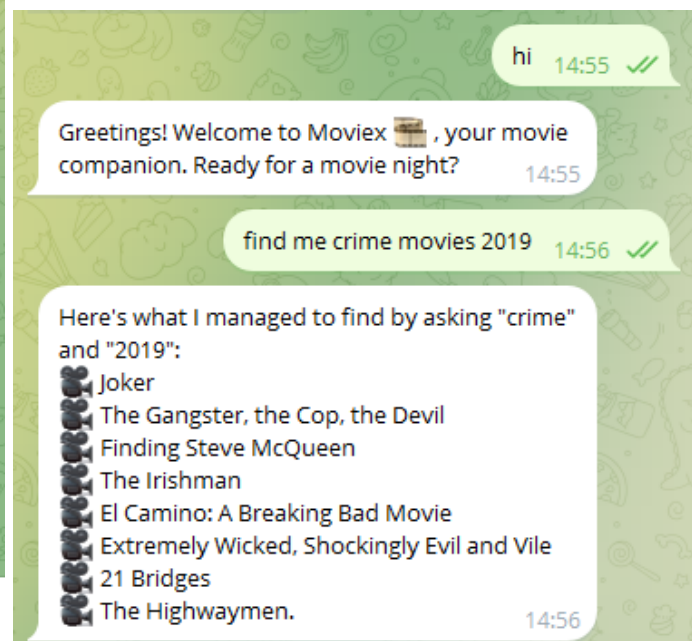 hi 14:55
Greetings! Welcome to Moviex , your movie
companion. Ready for a movie night?
14:55
find me crime movies 2019 14:56
Here's what I managed to find by asking "crime"
and "2019":
Joker
The Gangster, the Cop, the Devil
Finding Steve McQueen
The Irishman
El Camino: A Breaking Bad Movie
Extremely Wicked, Shockingly Evil and Vile
21 Bridges
The Highwaymen.
14:56